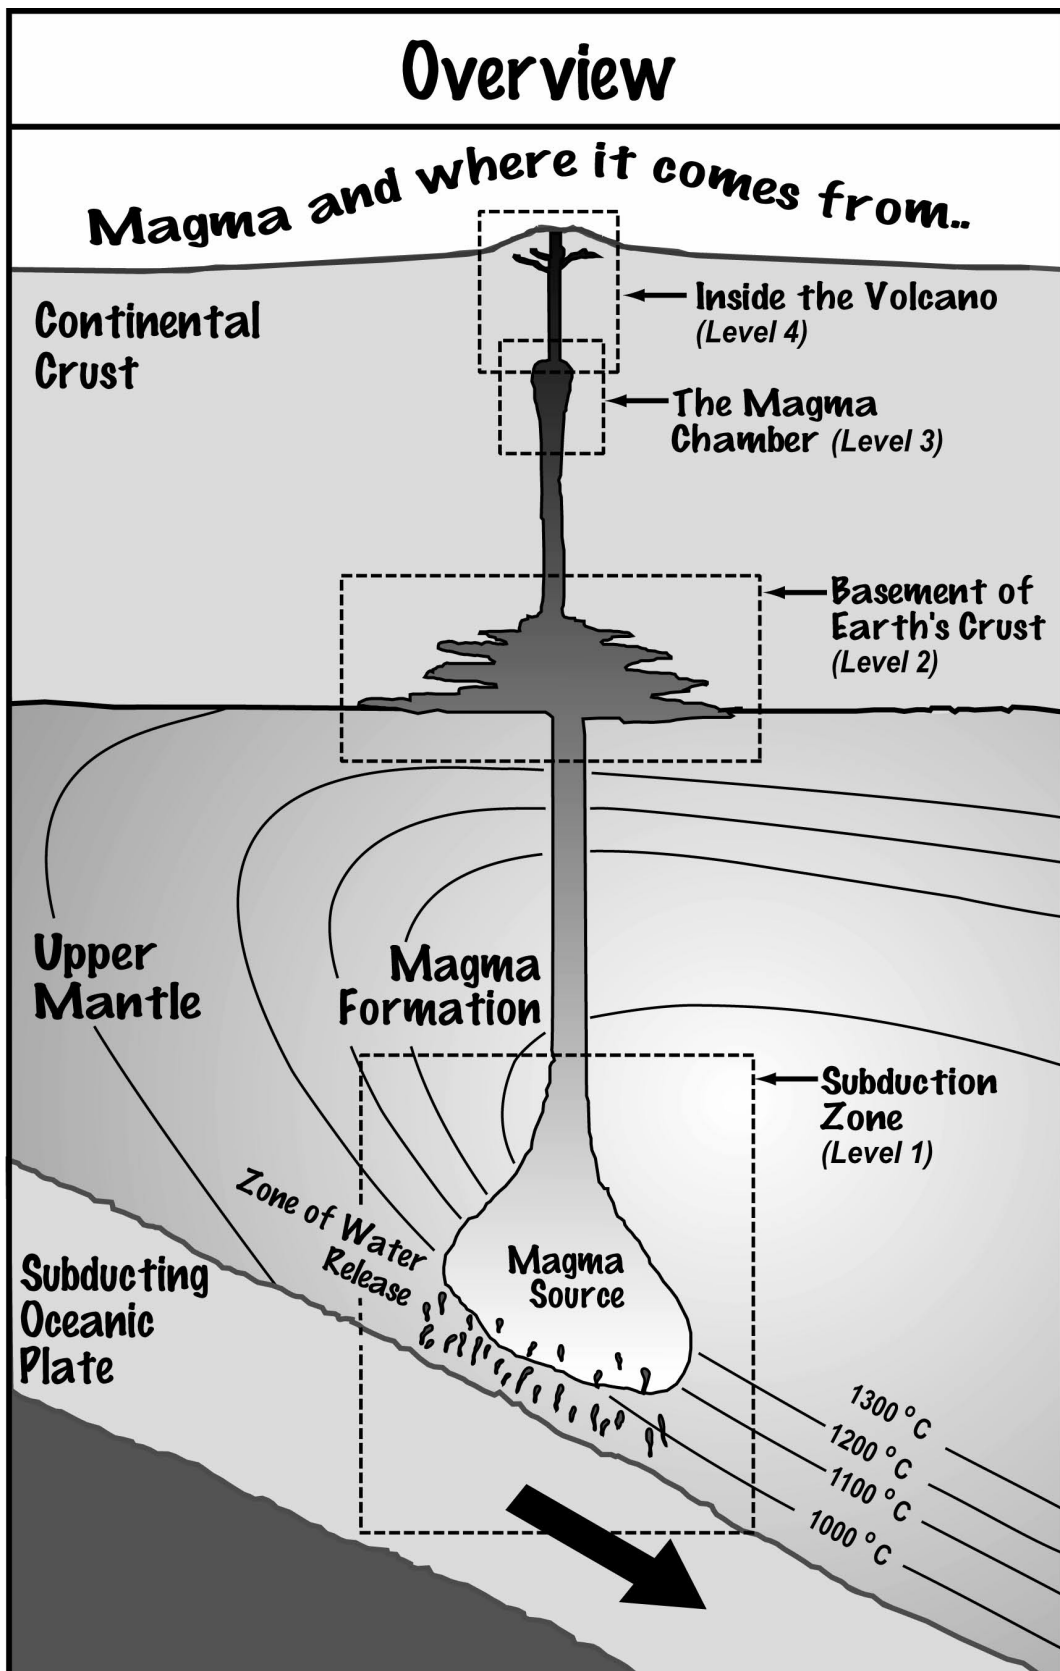 Overview
Magma and where it comes from..
Continental
Crust
Inside the Volcano
(Level 4)
The Magma
Chamber (Level 3)
Basement of
Earth's Crust
(Level 2)
Upper
Mantle
Magma
Formation
Subduction
Zone
(Level 1)
Zone of Water
Release
Magma
Source
Subducting
Oceanic
Plate
1300 °C
1200 °C
1100 °C
1000 °C